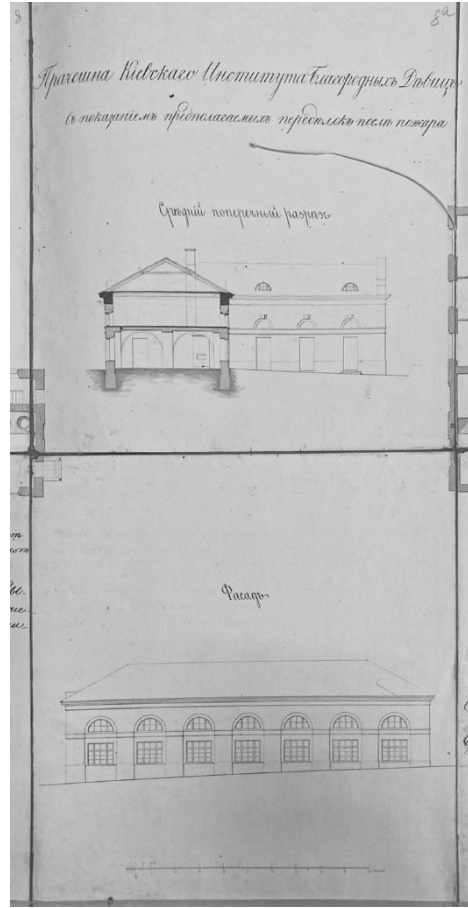 8
8а
Прачешна Кіевскаго Института Благородныхъ Дѣвицъ
съ показаніемъ предполагаемыхъ передѣлокъ послѣ пожара
Средній поперечный разрѣзъ
Фасадъ